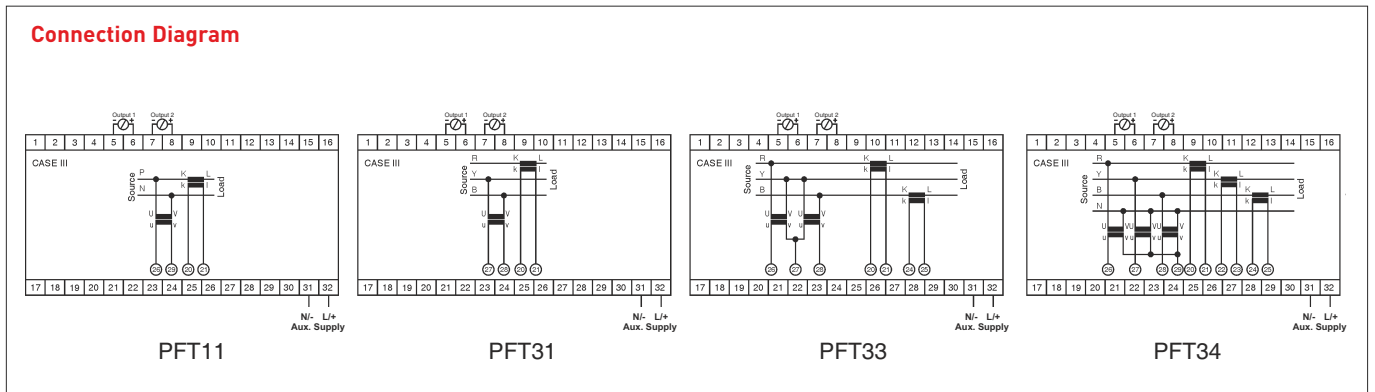 Connection Diagram
Output 1 Output 2
1 2 3 4 5 6 7 8 9 10 11 12 13 14 15 16
CASE III
Source
P K L
N k l
Load
U V
u v
26 29 20 21
17 18 19 20 21 22 23 24 25 26 27 28 29 30 31 32
N/- L/+
Aux. Supply
PFT11
Output 1 Output 2
1 2 3 4 5 6 7 8 9 10 11 12 13 14 15 16
CASE III
Source
R K L
Y k l
B
Load
U V
u v
27 28 20 21
17 18 19 20 21 22 23 24 25 26 27 28 29 30 31 32
N/- L/+
Aux. Supply
PFT31
Output 1 Output 2
1 2 3 4 5 6 7 8 9 10 11 12 13 14 15 16
CASE III
Source
R K L
Y k l
B K L
k l
Load
U V U V
u v u v
26 27 28 20 21 24 25
17 18 19 20 21 22 23 24 25 26 27 28 29 30 31 32
N/- L/+
Aux. Supply
PFT33
Output 1 Output 2
1 2 3 4 5 6 7 8 9 10 11 12 13 14 15 16
CASE III
Source
R K L
Y k l K L
B k l K L
N k l
Load
U VU VU V
u v u v u v
26 27 28 29 20 21 22 23 24 25
17 18 19 20 21 22 23 24 25 26 27 28 29 30 31 32
N/- L/+
Aux. Supply
PFT34